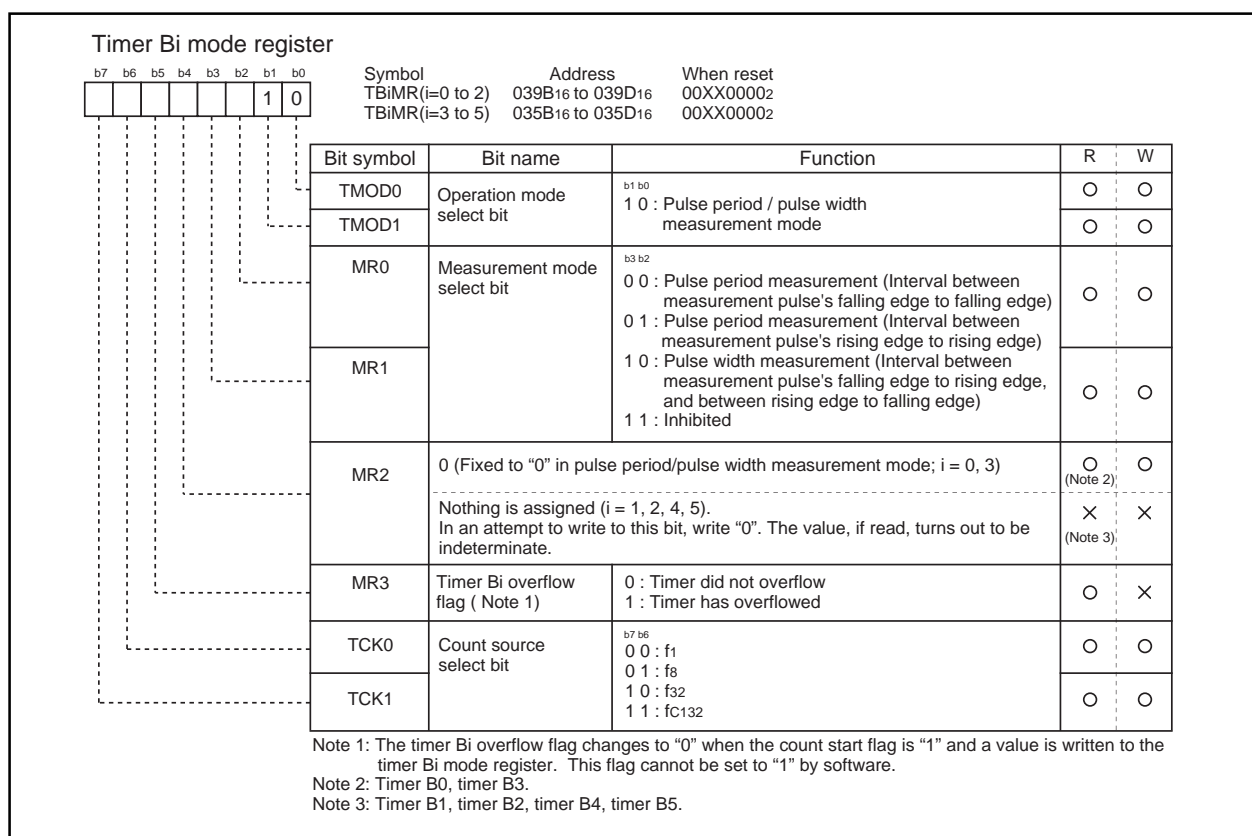 Timer Bi mode register
b7 b6 b5 b4 b3 b2 b1 b0
1 0
Symbol Address When reset
TBiMR(i=0 to 2) 039B16 to 039D16 00XX00002
TBiMR(i=3 to 5) 035B16 to 035D16 00XX00002
Bit symbol Bit name Function R W
TMOD0
TMOD1
Operation mode
select bit
b1 b0
1 0 : Pulse period / pulse width
measurement mode
MR0
MR1
Measurement mode
select bit
b3 b2
0 0 : Pulse period measurement (Interval between
measurement pulse's falling edge to falling edge)
0 1 : Pulse period measurement (Interval between
measurement pulse's rising edge to rising edge)
1 0 : Pulse width measurement (Interval between
measurement pulse's falling edge to rising edge,
and between rising edge to falling edge)
1 1 : Inhibited
MR2
0 (Fixed to “0” in pulse period/pulse width measurement mode; i = 0, 3)
(Note 2)
Nothing is assigned (i = 1, 2, 4, 5).
In an attempt to write to this bit, write “0”. The value, if read, turns out to be
indeterminate.
(Note 3)
MR3
Timer Bi overflow
flag ( Note 1)
0 : Timer did not overflow
1 : Timer has overflowed
TCK0
TCK1
Count source
select bit
b7 b6
0 0 : f1
0 1 : f8
1 0 : f32
1 1 : fC132
Note 1: The timer Bi overflow flag changes to “0” when the count start flag is “1” and a value is written to the
timer Bi mode register. This flag cannot be set to “1” by software.
Note 2: Timer B0, timer B3.
Note 3: Timer B1, timer B2, timer B4, timer B5.